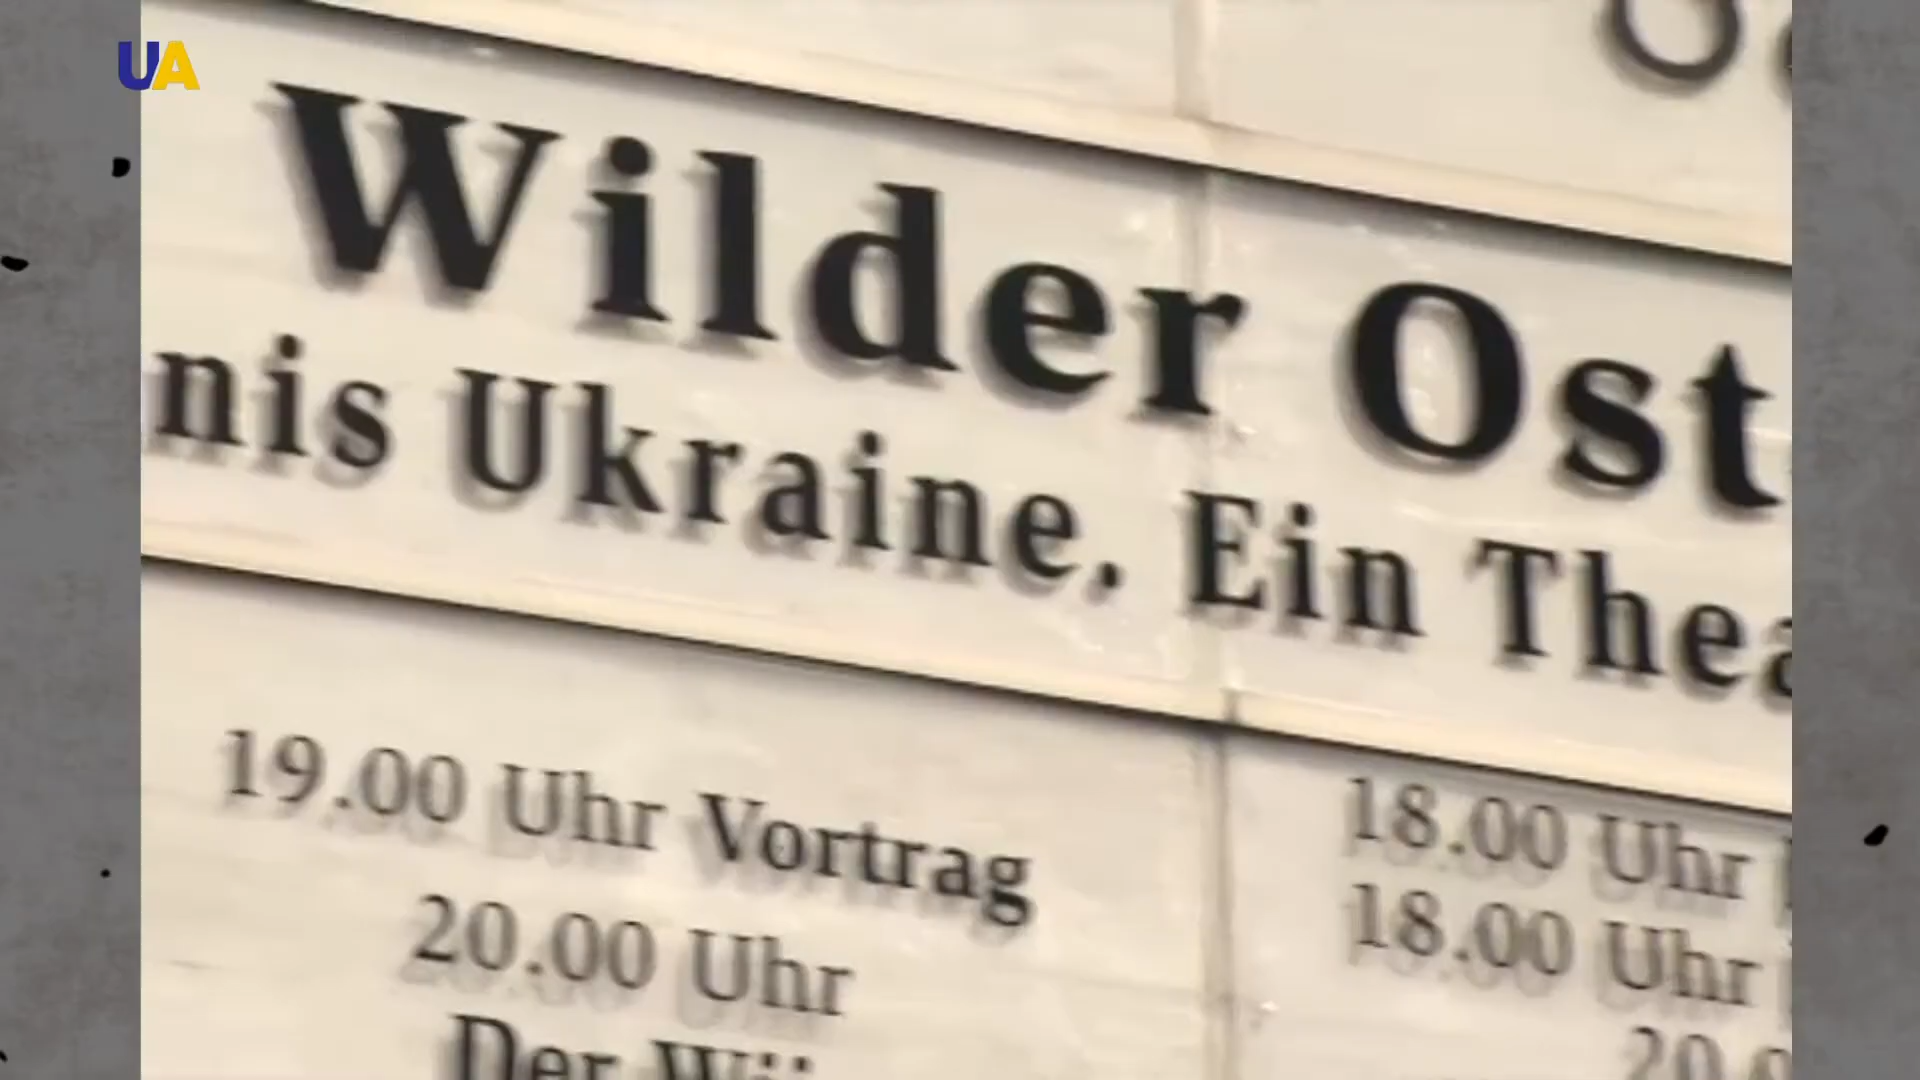 UA
Wilder Ost
nis Ukraine. Ein Thea
19.00 Uhr Vortrag
20.00 Uhr
Der
18.00 Uhr
18.00 Uhr